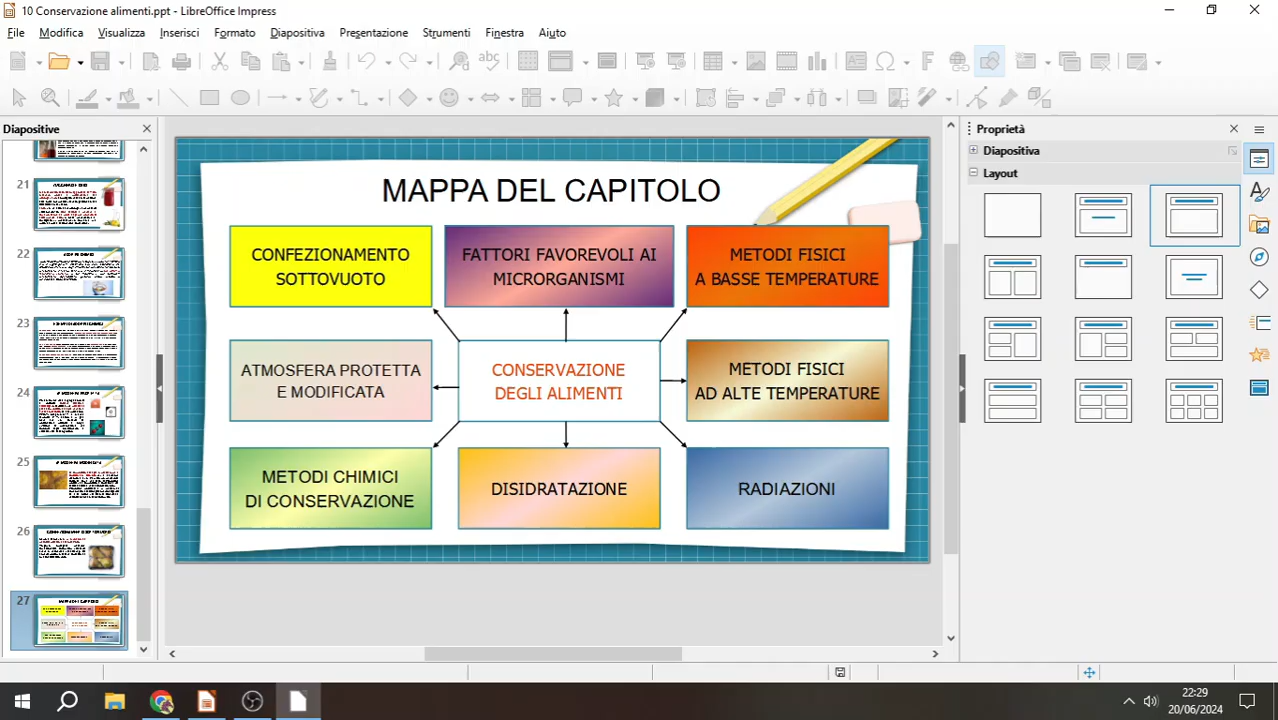 10 Conservazione alimenti.ppt - LibreOffice Impress
File Modifica Visualizza Inserisci Formato Diapositiva Presentazione Strumenti Finestra Aiuto
Diapositive
21
22
23
24
25
26
27
MAPPA DEL CAPITOLO
CONFEZIONAMENTO
SOTTOVUOTO
FATTORI FAVOREVOLI AI
MICRORGANISMI
METODI FISICI
A BASSE TEMPERATURE
ATMOSFERA PROTETTA
E MODIFICATA
CONSERVAZIONE
DEGLI ALIMENTI
METODI FISICI
AD ALTE TEMPERATURE
METODI CHIMICI
DI CONSERVAZIONE
DISIDRATAZIONE
RADIAZIONI
Proprietà
Diapositiva
Layout
22:29
20/06/2024